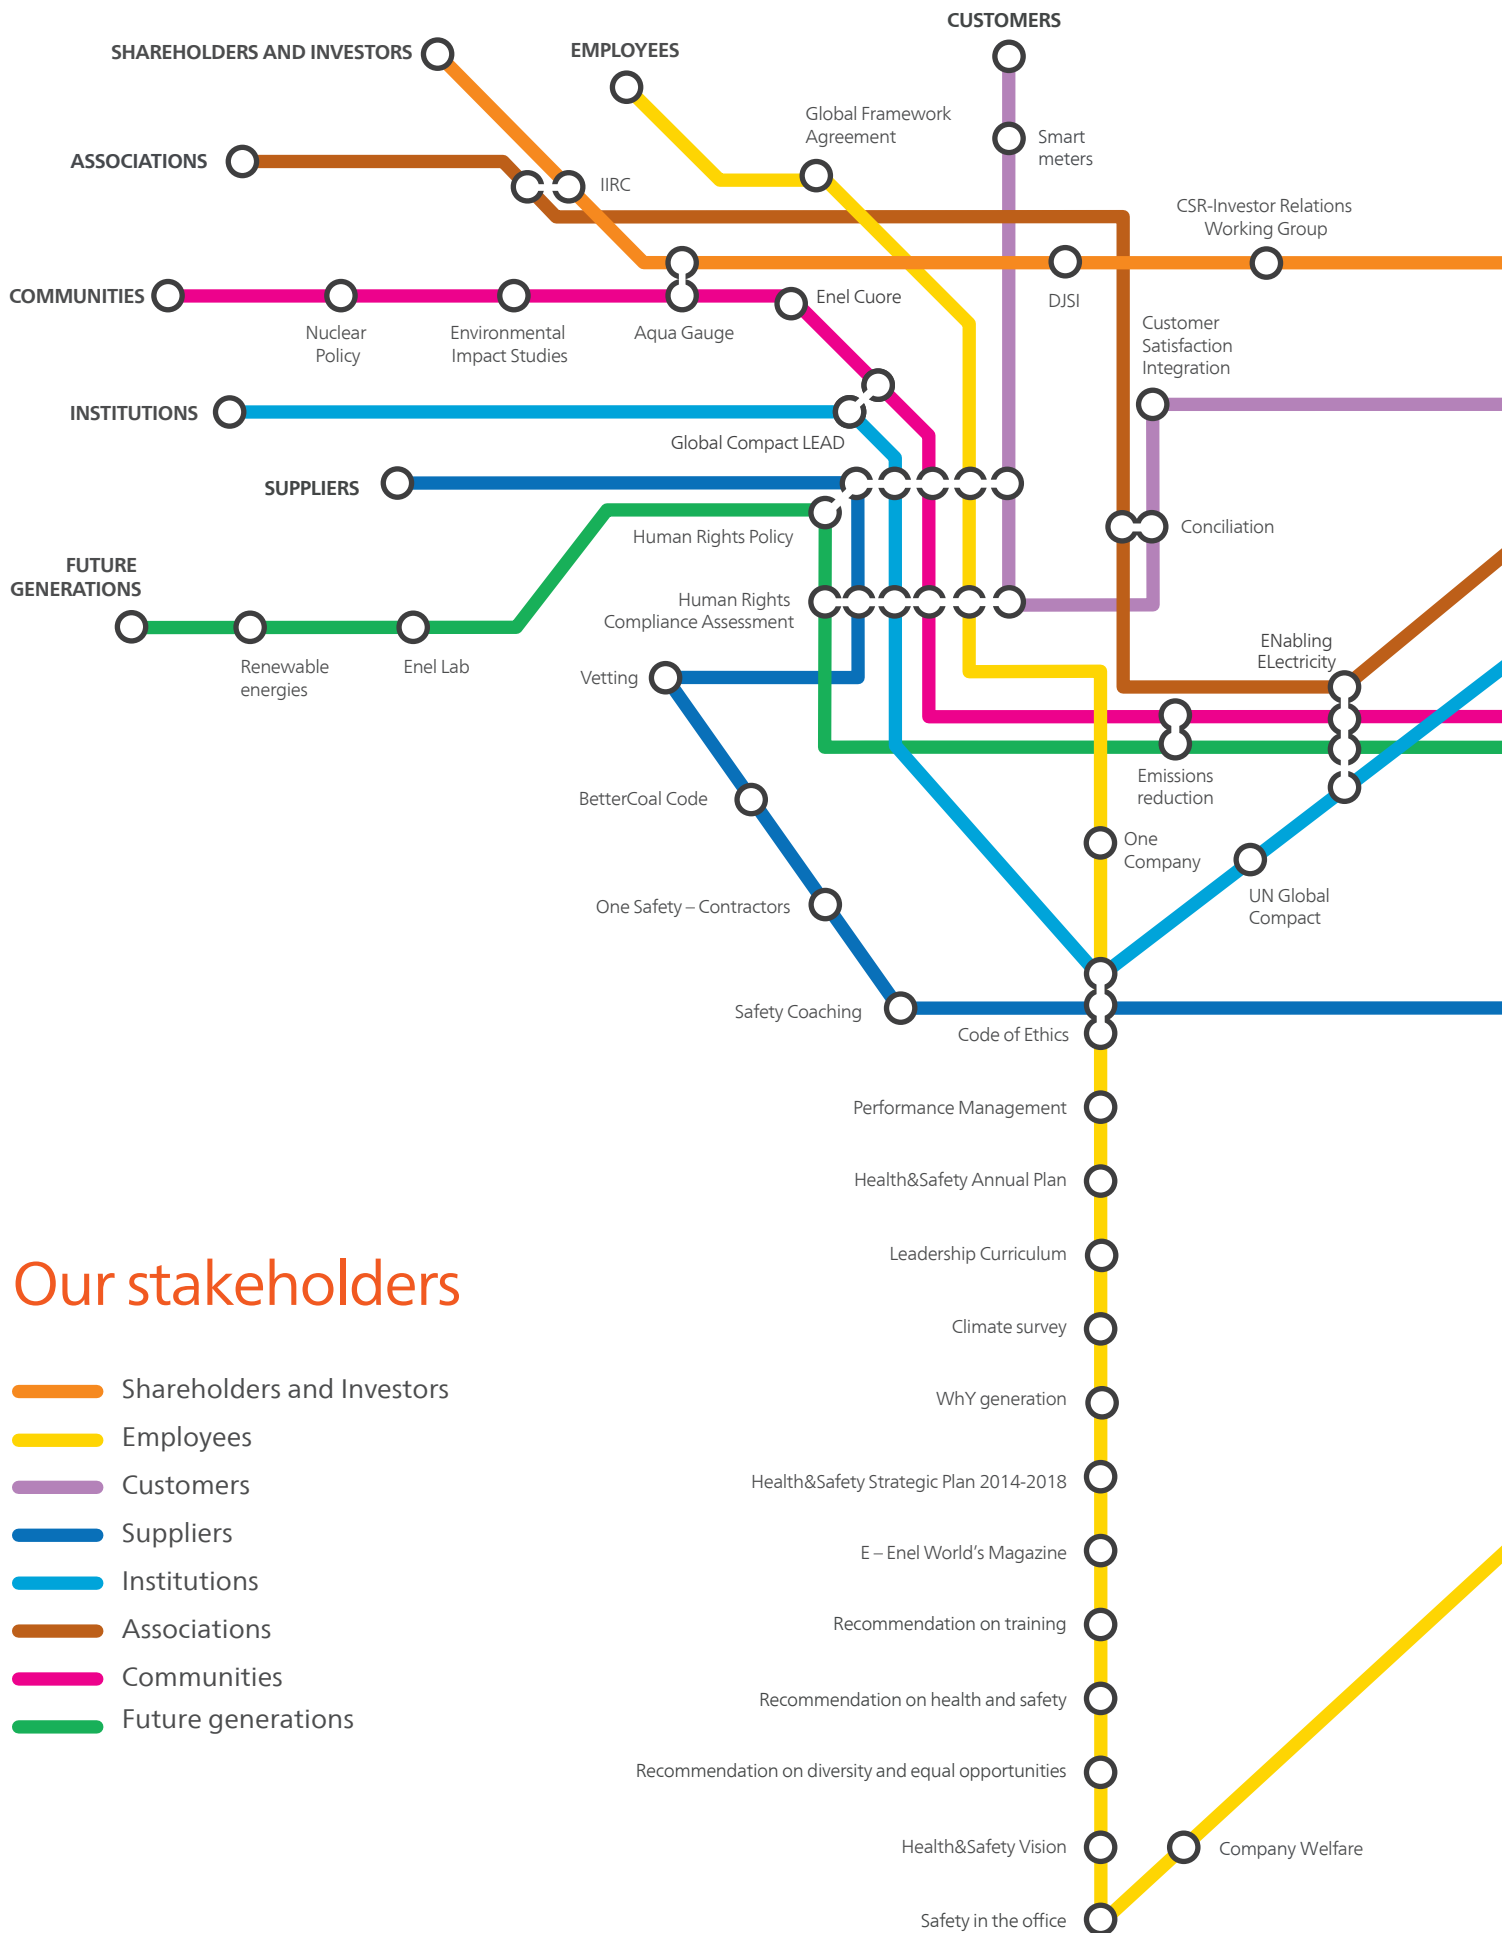 CUSTOMERS
SHAREHOLDERS AND INVESTORS
EMPLOYEES
Global Framework
Agreement
Smart
meters
ASSOCIATIONS
IIRC
CSR-Investor Relations
Working Group
COMMUNITIES
Enel Cuore
DJSI
Nuclear
Policy
Environmental
Impact Studies
Aqua Gauge
Customer
Satisfaction
Integration
INSTITUTIONS
Global Compact LEAD
SUPPLIERS
Human Rights Policy
Conciliation
FUTURE
GENERATIONS
Human Rights
Compliance Assessment
Renewable
energies
Enel Lab
Vetting
ENabling
ELectricity
Emissions
reduction
BetterCoal Code
One
Company
One Safety – Contractors
UN Global
Compact
Safety Coaching
Code of Ethics
Performance Management
Health&Safety Annual Plan
Leadership Curriculum
Climate survey
WhY generation
Health&Safety Strategic Plan 2014-2018
E – Enel World's Magazine
Recommendation on training
Recommendation on health and safety
Recommendation on diversity and equal opportunities
Health&Safety Vision
Company Welfare
Safety in the office
Our stakeholders
Shareholders and Investors
Employees
Customers
Suppliers
Institutions
Associations
Communities
Future generations